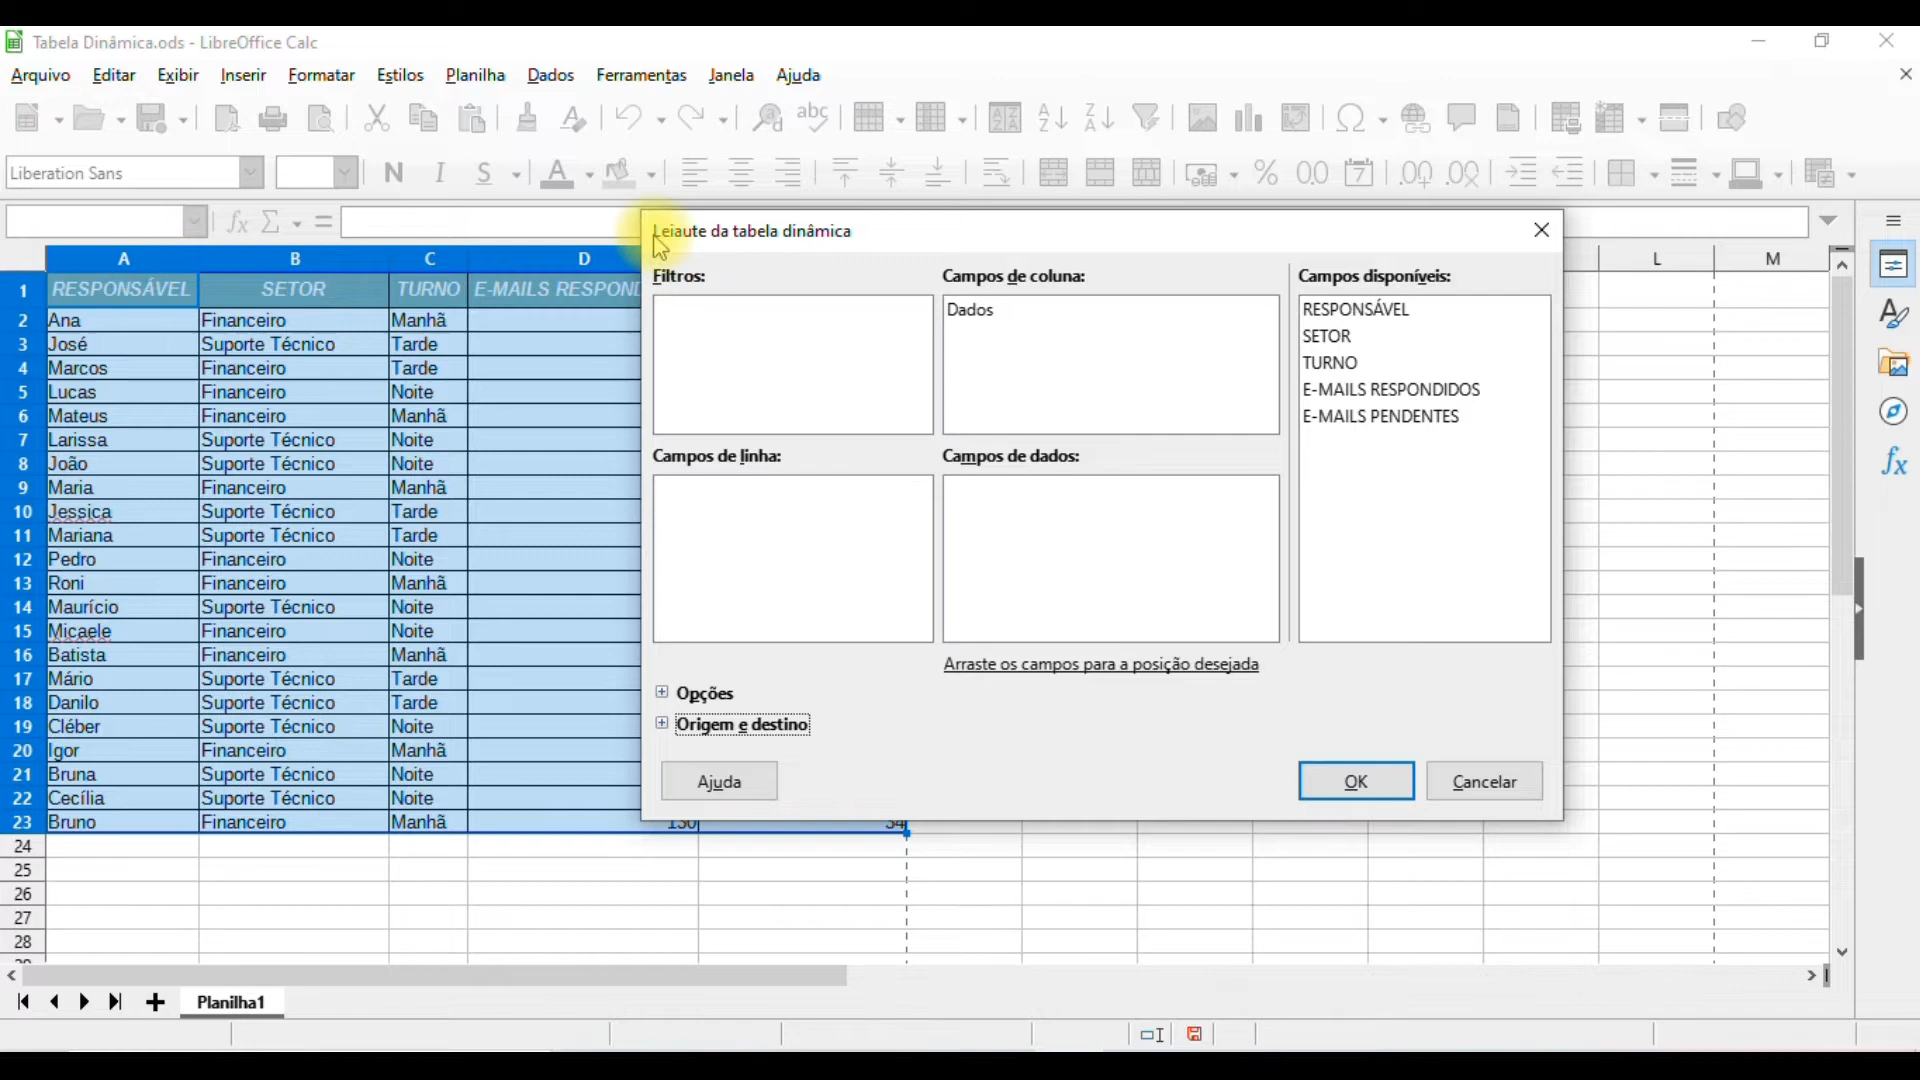 Tabela Dinâmica.ods - LibreOffice Calc
Arquivo Editar Exibir Inserir Formatar Estilos Planilha Dados Ferramentas Janela Ajuda
Liberation Sans
Leiaute da tabela dinâmica
Filtros:
Campos de coluna:
Campos disponíveis:
Dados
RESPONSÁVEL
SETOR
TURNO
E-MAILS RESPONDIDOS
E-MAILS PENDENTES
Campos de linha:
Campos de dados:
Arraste os campos para a posição desejada
Opções
Origem e destino
Ajuda
OK
Cancelar
A B C D L M
1 RESPONSÁVEL SETOR TURNO E-MAILS RESPOND
2 Ana Financeiro Manhã
3 José Suporte Técnico Tarde
4 Marcos Financeiro Tarde
5 Lucas Financeiro Noite
6 Mateus Financeiro Manhã
7 Larissa Suporte Técnico Noite
8 João Suporte Técnico Noite
9 Maria Financeiro Manhã
10 Jessica Suporte Técnico Tarde
11 Mariana Suporte Técnico Tarde
12 Pedro Financeiro Noite
13 Roni Financeiro Manhã
14 Maurício Suporte Técnico Noite
15 Micaele Financeiro Noite
16 Batista Financeiro Manhã
17 Mário Suporte Técnico Tarde
18 Danilo Suporte Técnico Tarde
19 Cléber Suporte Técnico Noite
20 Igor Financeiro Manhã
21 Bruna Suporte Técnico Noite
22 Cecília Suporte Técnico Noite
23 Bruno Financeiro Manhã 130 34
24
25
26
27
28
Planilha1